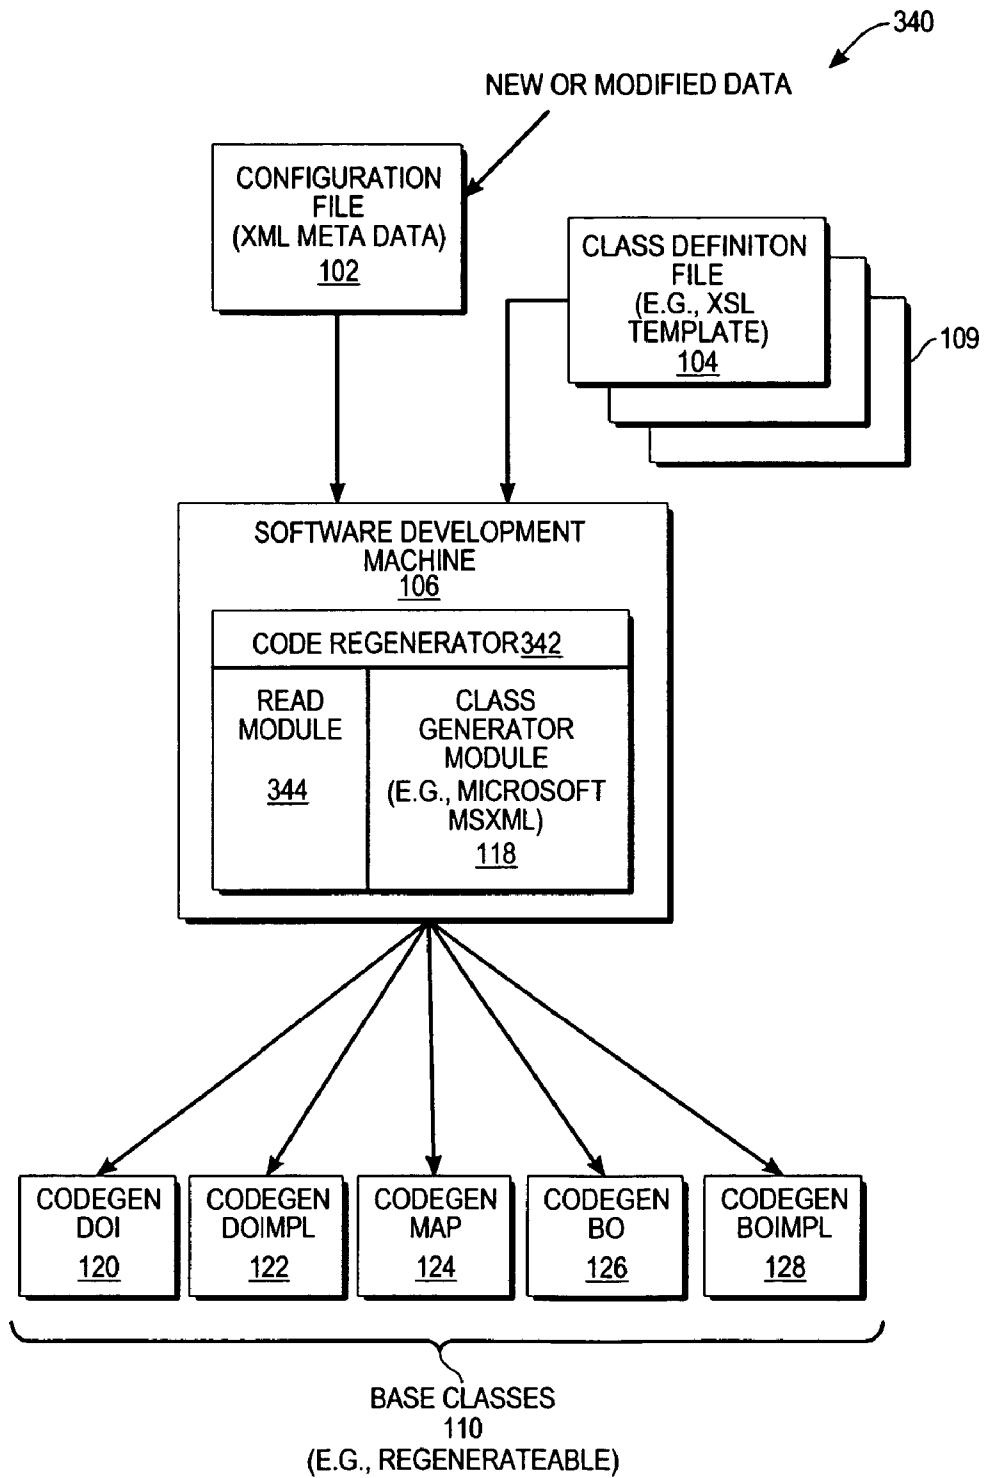 340
NEW OR MODIFIED DATA
CONFIGURATION
FILE
(XML META DATA)
102
CLASS DEFINITON
FILE
(E.G., XSL
TEMPLATE)
104
109
SOFTWARE DEVELOPMENT
MACHINE
106
CODE REGENERATOR342
READ
MODULE
344
CLASS
GENERATOR
MODULE
(E.G., MICROSOFT
MSXML)
118
CODEGEN
DOI
120
CODEGEN
DOIMPL
122
CODEGEN
MAP
124
CODEGEN
BO
126
CODEGEN
BOIMPL
128
BASE CLASSES
110
(E.G., REGENERATEABLE)